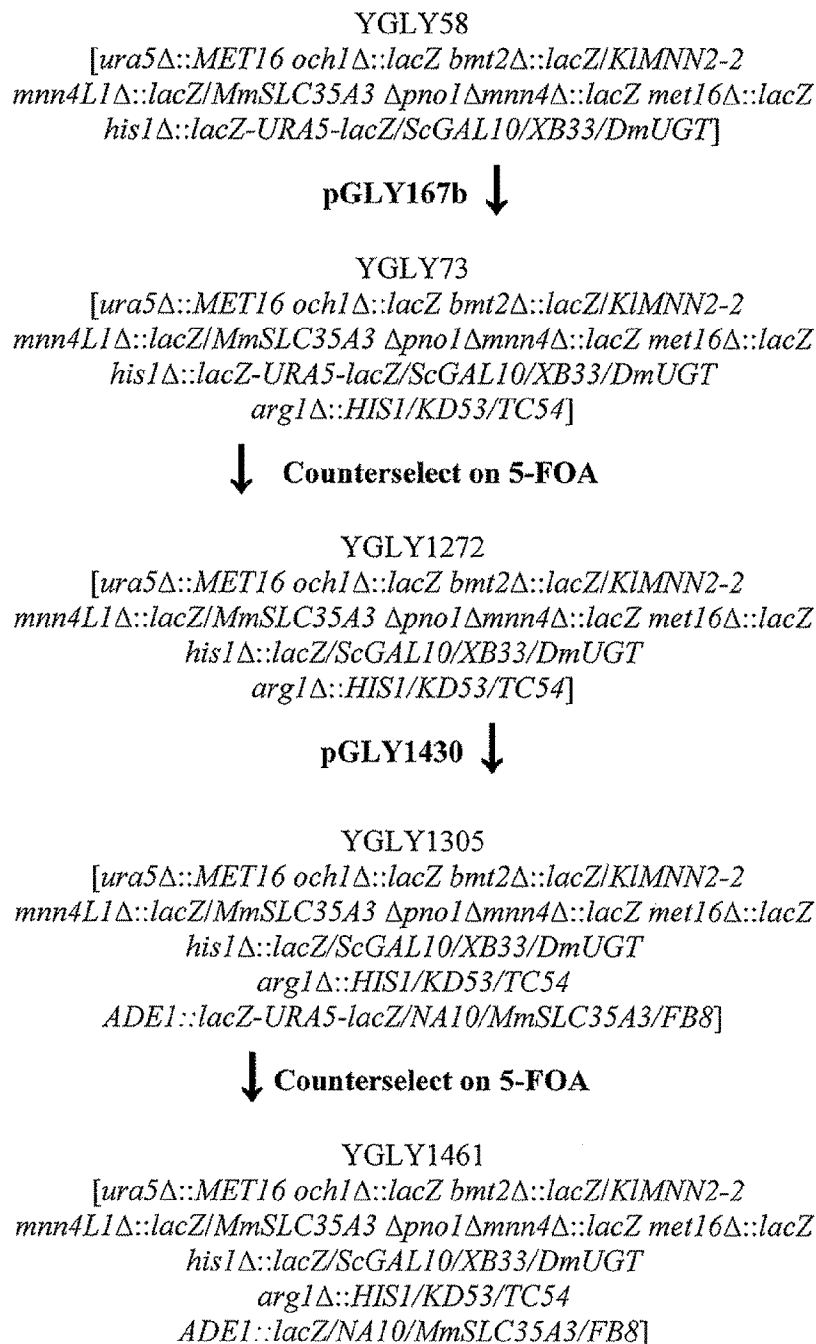 YGLY58
[ura5Δ::MET16 och1Δ::lacZ bmt2Δ::lacZ/KlMNN2-2
mnn4L1Δ::lacZ/MmSLC35A3 Δpno1Δmnn4Δ::lacZ met16Δ::lacZ
his1Δ::lacZ-URA5-lacZ/ScGAL10/XB33/DmUGT]
pGLY167b ↓
YGLY73
[ura5Δ::MET16 och1Δ::lacZ bmt2Δ::lacZ/KlMNN2-2
mnn4L1Δ::lacZ/MmSLC35A3 Δpno1Δmnn4Δ::lacZ met16Δ::lacZ
his1Δ::lacZ-URA5-lacZ/ScGAL10/XB33/DmUGT
arg1Δ::HIS1/KD53/TC54]
↓ Counterselect on 5-FOA
YGLY1272
[ura5Δ::MET16 och1Δ::lacZ bmt2Δ::lacZ/KlMNN2-2
mnn4L1Δ::lacZ/MmSLC35A3 Δpno1Δmnn4Δ::lacZ met16Δ::lacZ
his1Δ::lacZ/ScGAL10/XB33/DmUGT
arg1Δ::HIS1/KD53/TC54]
pGLY1430 ↓
YGLY1305
[ura5Δ::MET16 och1Δ::lacZ bmt2Δ::lacZ/KlMNN2-2
mnn4L1Δ::lacZ/MmSLC35A3 Δpno1Δmnn4Δ::lacZ met16Δ::lacZ
his1Δ::lacZ/ScGAL10/XB33/DmUGT
arg1Δ::HIS1/KD53/TC54
ADE1::lacZ-URA5-lacZ/NA10/MmSLC35A3/FB8]
↓ Counterselect on 5-FOA
YGLY1461
[ura5Δ::MET16 och1Δ::lacZ bmt2Δ::lacZ/KlMNN2-2
mnn4L1Δ::lacZ/MmSLC35A3 Δpno1Δmnn4Δ::lacZ met16Δ::lacZ
his1Δ::lacZ/ScGAL10/XB33/DmUGT
arg1Δ::HIS1/KD53/TC54
ADE1::lacZ/NA10/MmSLC35A3/FB8]